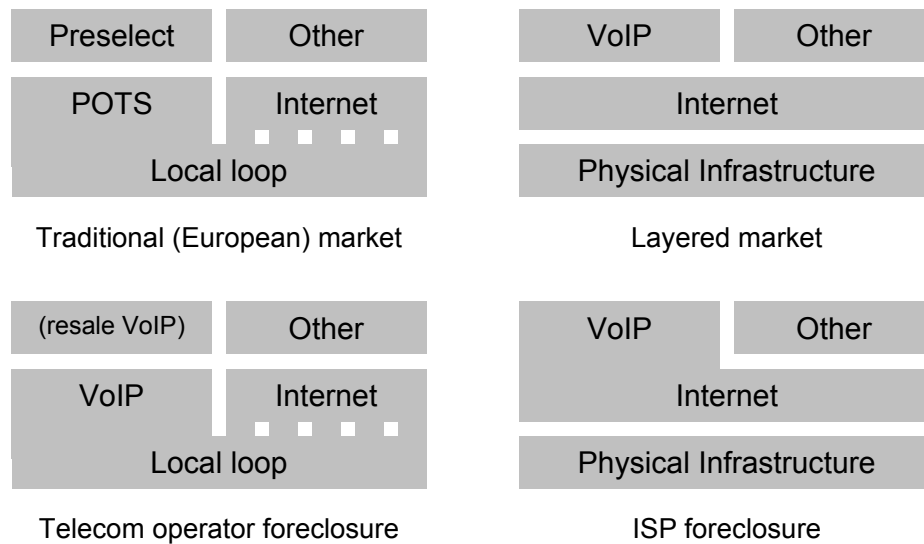 Preselect Other
POTS Internet
Local loop
Traditional (European) market
VoIP Other
Internet
Physical Infrastructure
Layered market
(resale VoIP) Other
VoIP Internet
Local loop
Telecom operator foreclosure
VoIP Other
Internet
Physical Infrastructure
ISP foreclosure